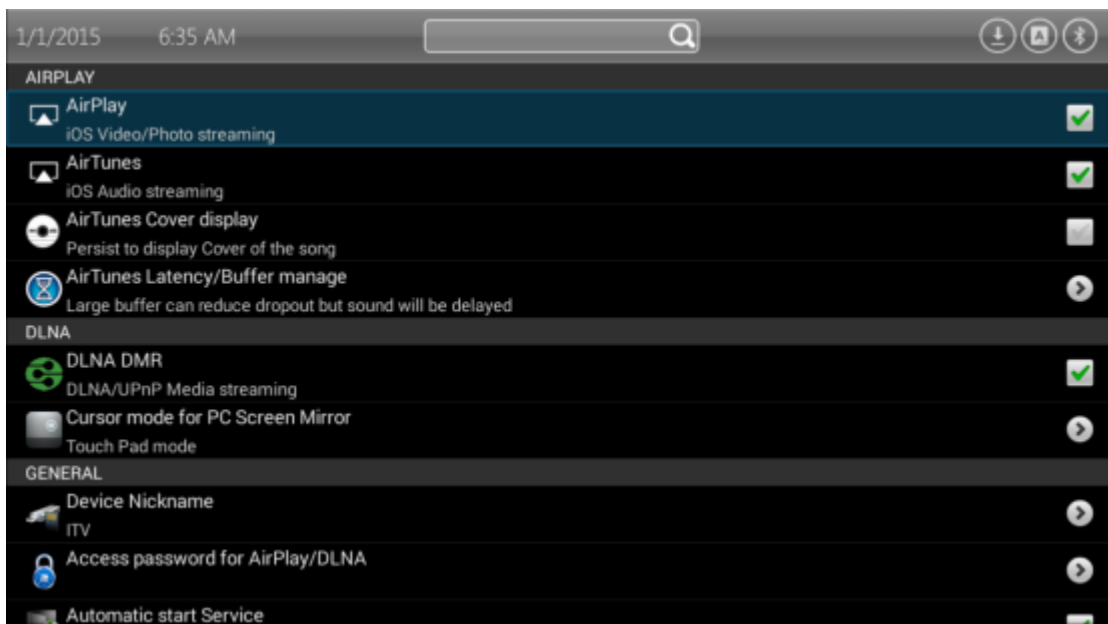 1/1/2015 6:35 AM
AIRPLAY
AirPlay
iOS Video/Photo streaming
AirTunes
iOS Audio streaming
AirTunes Cover display
Persist to display Cover of the song
AirTunes Latency/Buffer manage
Large buffer can reduce dropout but sound will be delayed
DLNA
DLNA DMR
DLNA/UPnP Media streaming
Cursor mode for PC Screen Mirror
Touch Pad mode
GENERAL
Device Nickname
ITV
Access password for AirPlay/DLNA
Automatic start Service